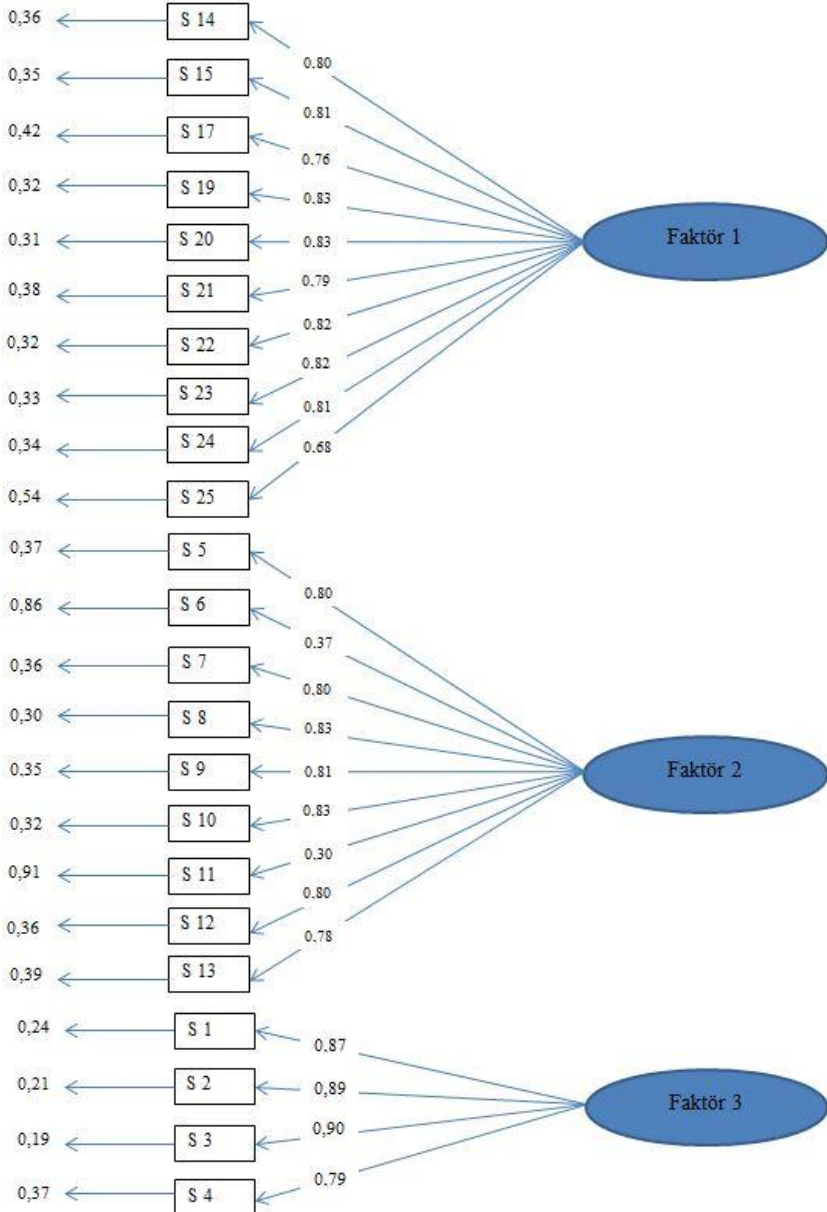 0,36 S 14 0.80
0,35 S 15 0.81
0,42 S 17 0.76
0,32 S 19 0.83
Faktör 1
0,31 S 20 0.83
0,38 S 21 0.79
0,32 S 22 0.82
0,33 S 23 0.82
0,34 S 24 0.81
0,54 S 25 0.68
0,37 S 5 0.80
0,86 S 6 0.37
0,36 S 7 0.80
0,30 S 8 0.83
0,35 S 9 0.81
Faktör 2
0,32 S 10 0.83
0,91 S 11 0.30
0,36 S 12 0.80
0,39 S 13 0.78
0,24 S 1 0.87
0,21 S 2 0.89
Faktör 3
0,19 S 3 0,90
0,37 S 4 0.79